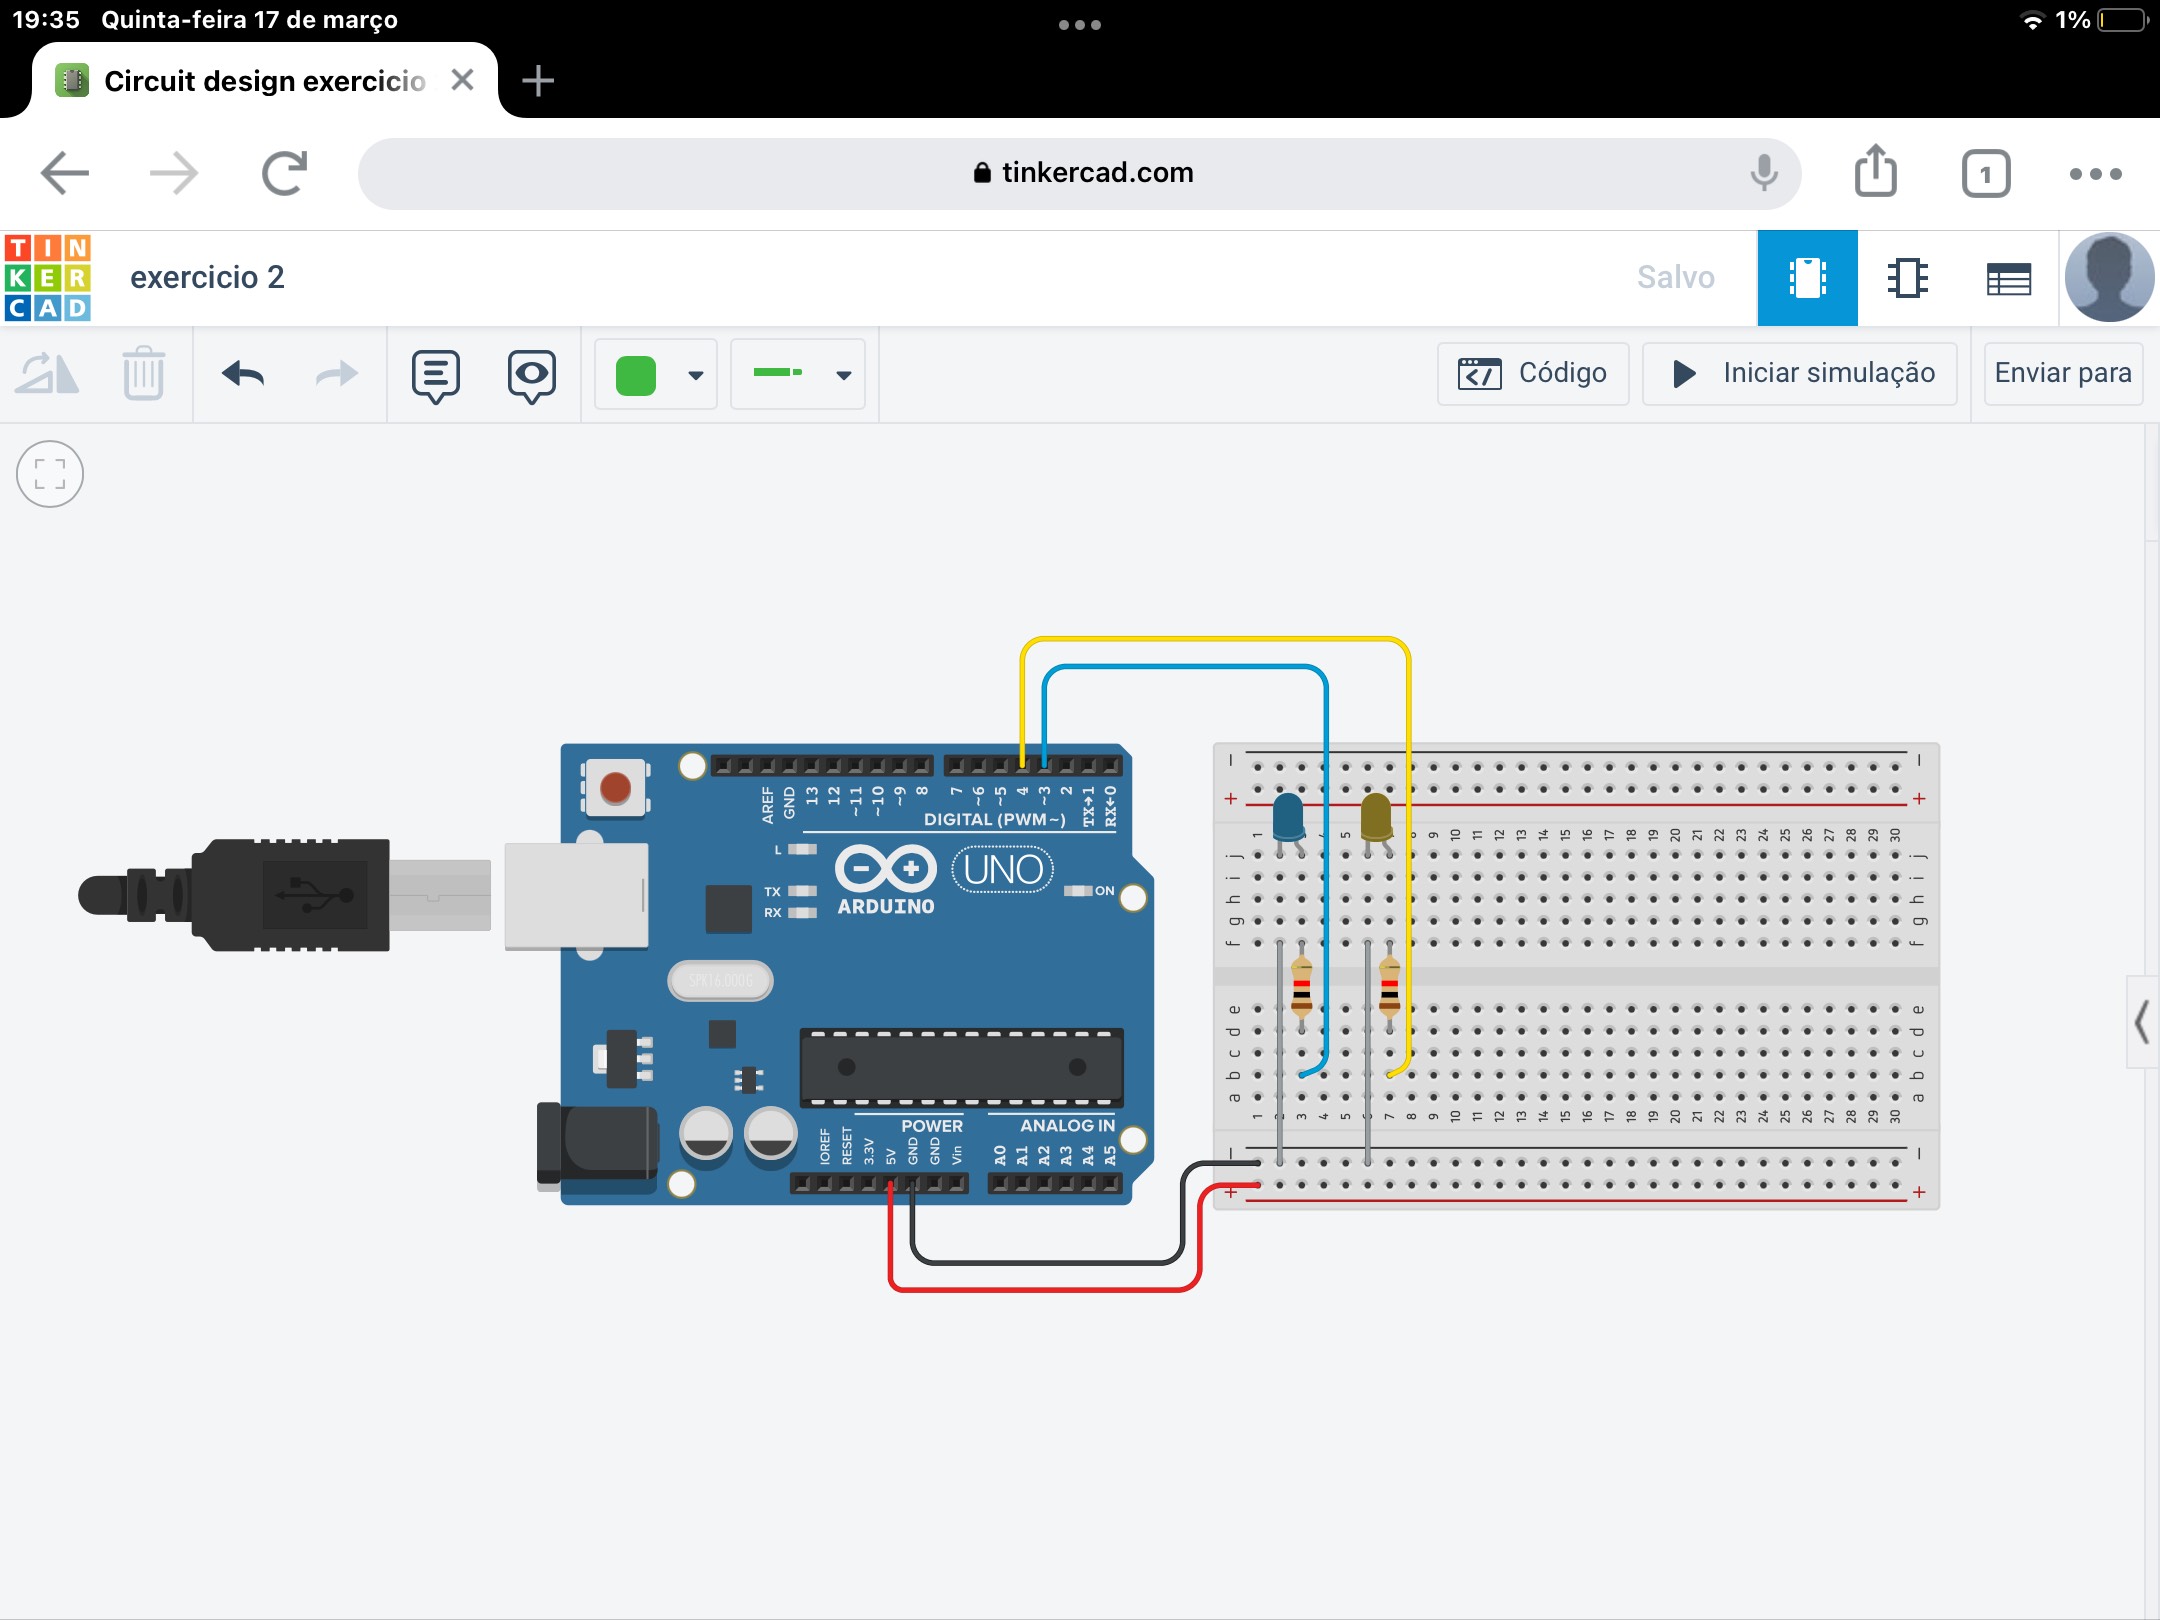 19:35 Quinta-feira 17 de março 1%
Circuit design exercicio
tinkercad.com
1
TIN
KER
CAD
exercicio 2
Salvo
Código
Iniciar simulação
Enviar para
AREF GND 13 12 ~11 ~10 ~9 8 7 ~6 ~5 4 ~3 2 TX→1 RX←0
DIGITAL (PWM~)
L
TX
RX
UNO
ON
ARDUINO
SPK16.000G
POWER
ANALOG IN
IOREF RESET 3.3V 5V GND GND Vin A0 A1 A2 A3 A4 A5
− −
+ +
1 5 9 10 11 12 13 14 15 16 17 18 19 20 21 22 23 24 25 26 27 28 29 30
j j
i i
h h
g g
f f
e e
d d
c c
b b
a a
1 3 4 5 7 8 9 10 11 12 13 14 15 16 17 18 19 20 21 22 23 24 25 26 27 28 29 30
− −
+ +